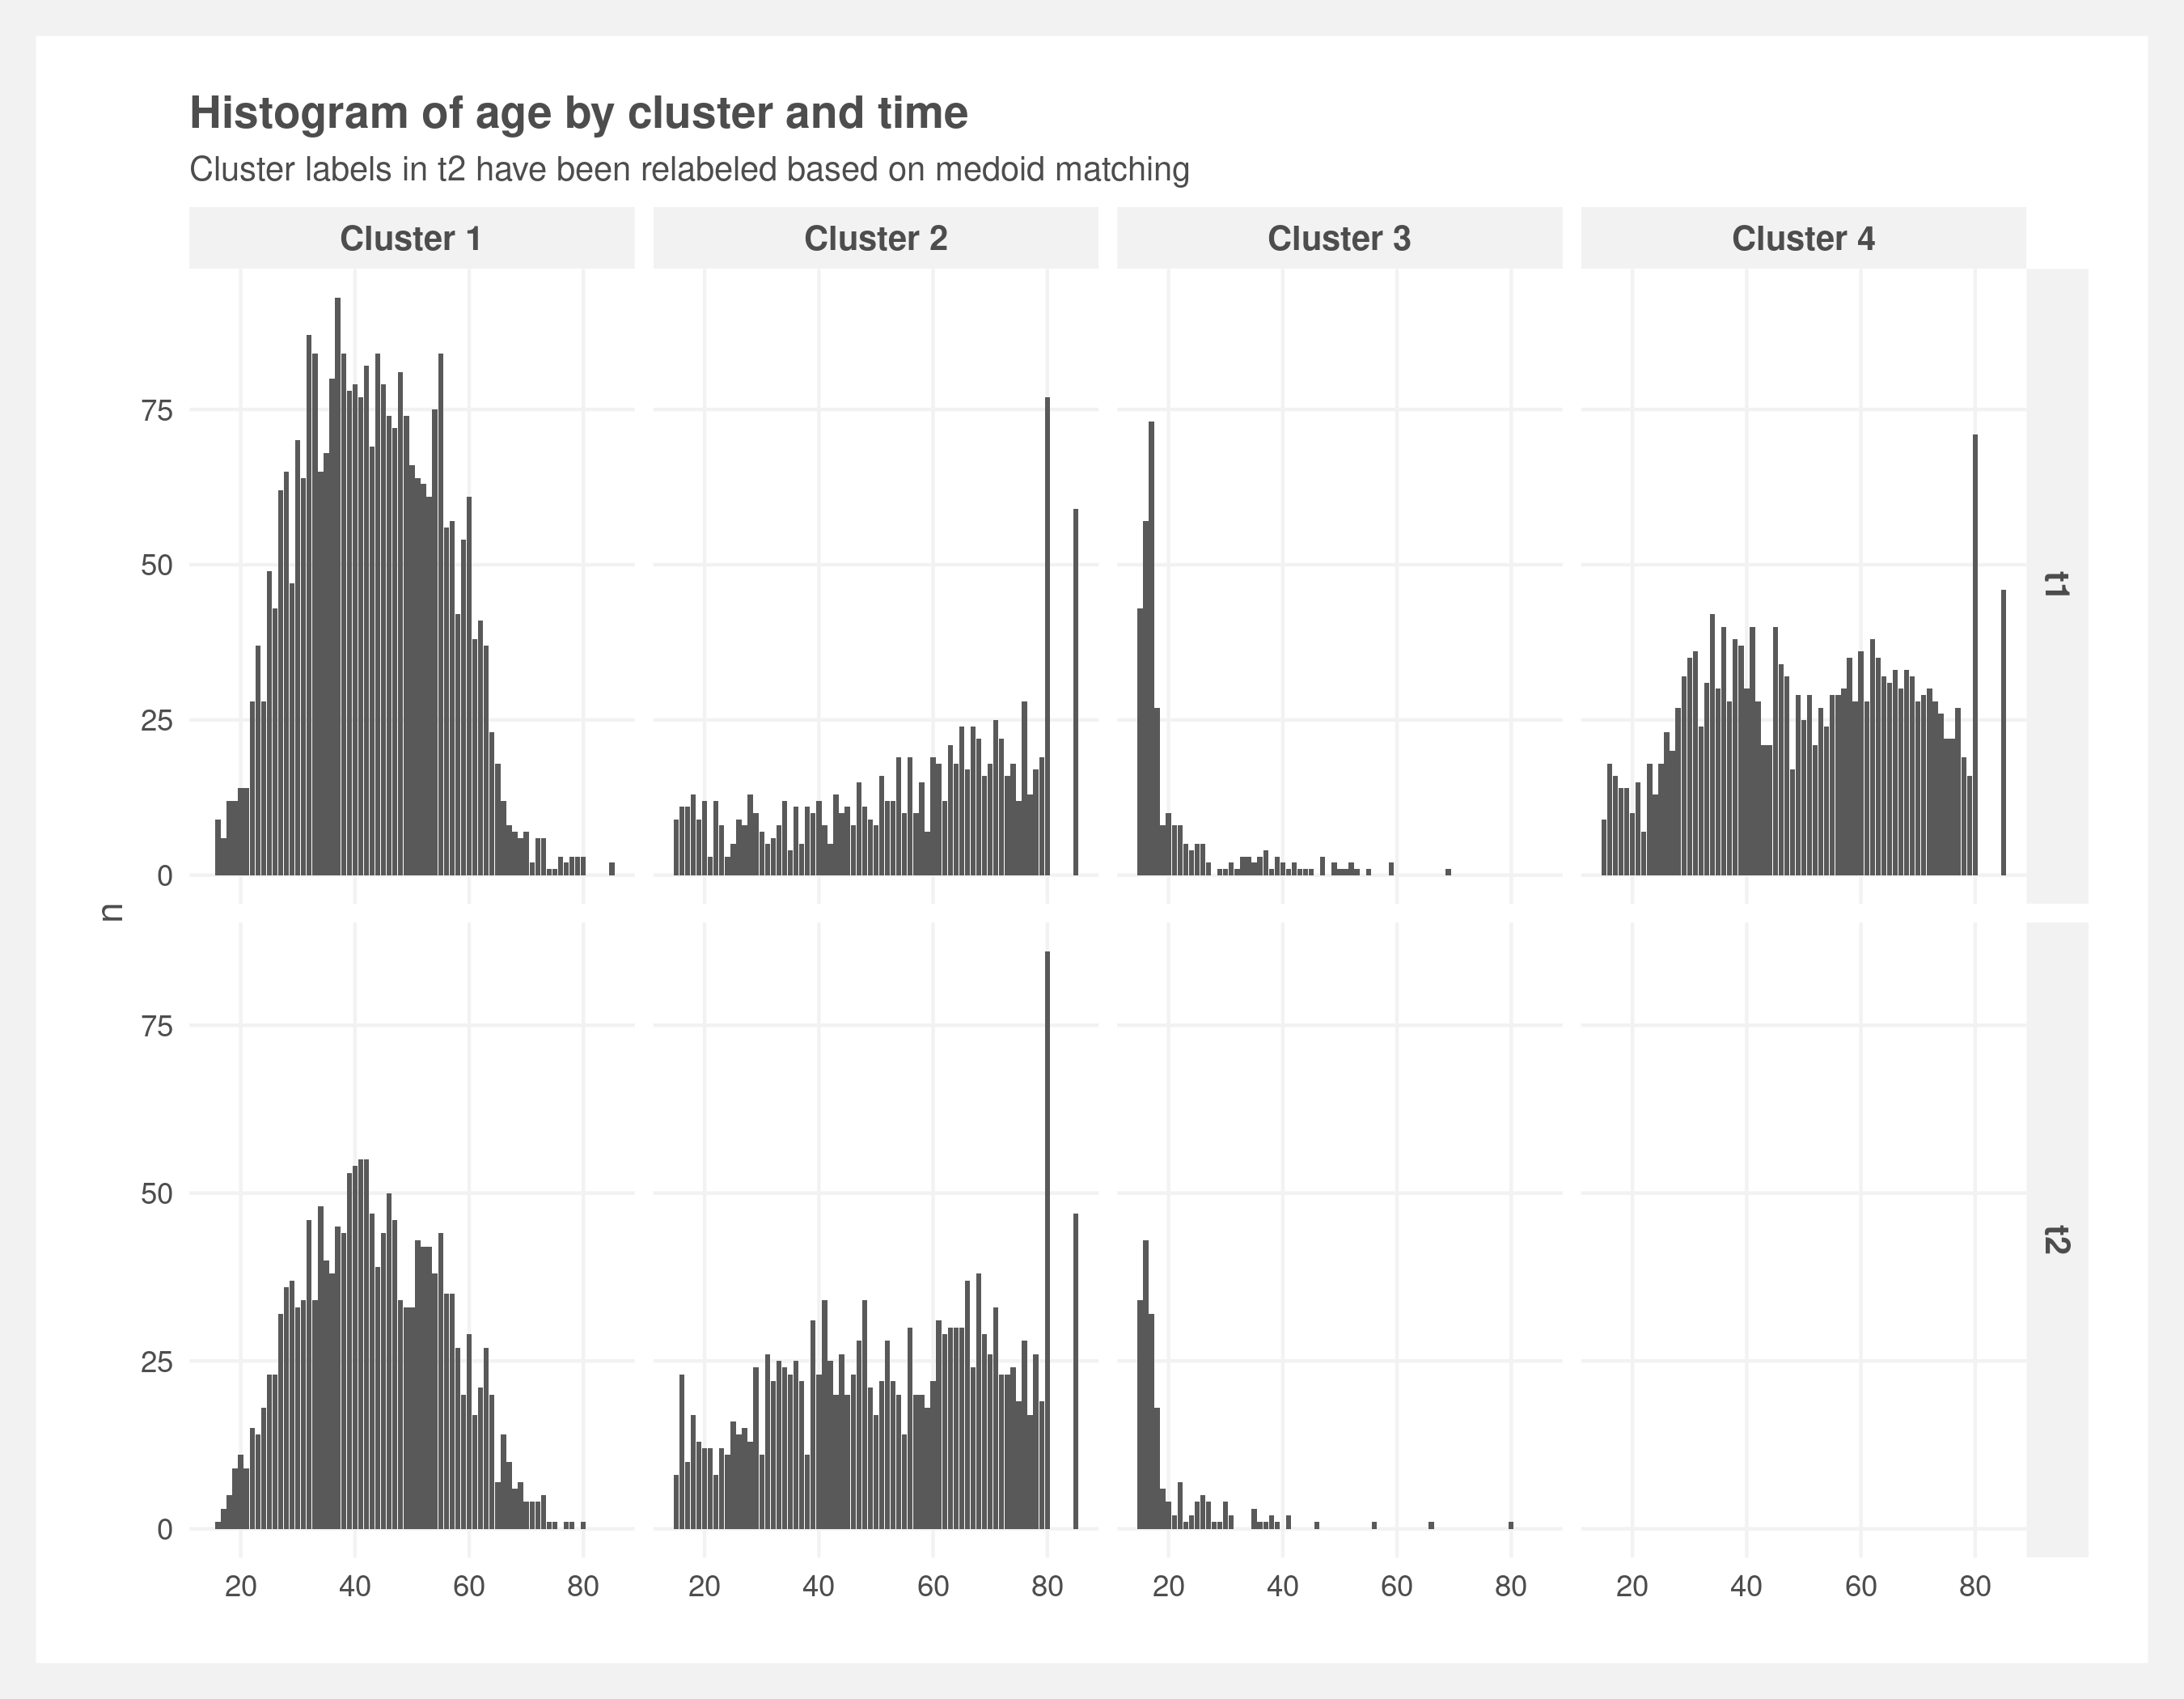 Histogram of age by cluster and time
Cluster labels in t2 have been relabeled based on medoid matching
Cluster 1 Cluster 2 Cluster 3 Cluster 4
75
50
25
0
t1
n
75
50
25
0
t2
20 40 60 80 20 40 60 80 20 40 60 80 20 40 60 80